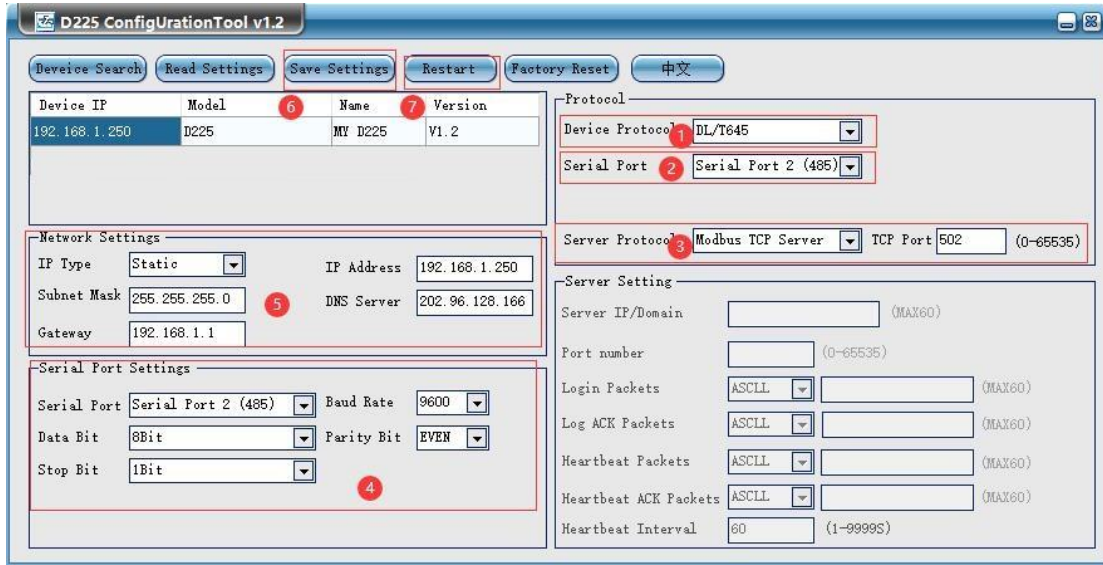 D225 ConfigUrationTool v1.2
Deveice Search Read Settings Save Settings Restart Factory Reset 中文
6 7
Device IP Model Name Version
192.168.1.250 D225 MY D225 V1.2
Network Settings
IP Type Static IP Address 192.168.1.250
Subnet Mask 255.255.255.0 DNS Server 202.96.128.166
5
Gateway 192.168.1.1
Serial Port Settings
Serial Port Serial Port 2 (485) Baud Rate 9600
Data Bit 8Bit Parity Bit EVEN
Stop Bit 1Bit
4
Protocol
Device Protocol 1 DL/T645
Serial Port 2 Serial Port 2 (485)
Server Protocol 3 Modbus TCP Server TCP Port 502 (0-65535)
Server Setting
Server IP/Domain (MAX60)
Port number (0-65535)
Login Packets ASCLL (MAX60)
Log ACK Packets ASCLL (MAX60)
Heartbeat Packets ASCLL (MAX60)
Heartbeat ACK Packets ASCLL (MAX60)
Heartbeat Interval 60 (1-9999S)